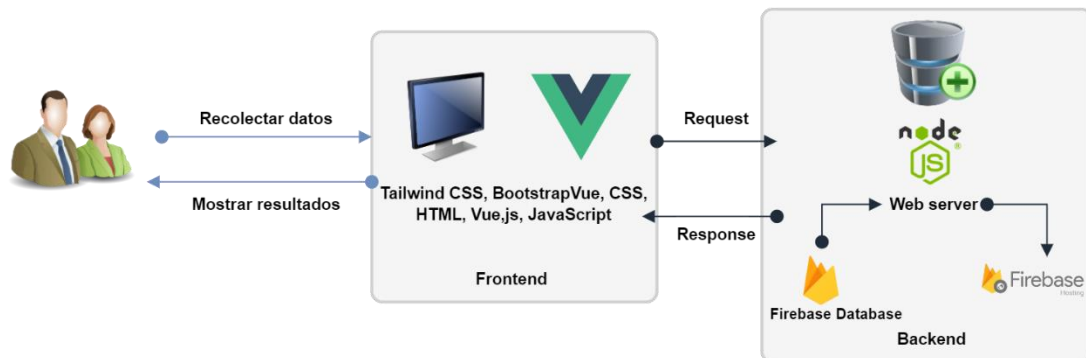 Recolectar datos
Mostrar resultados
Tailwind CSS, BootstrapVue, CSS,
HTML, Vue,js, JavaScript
Frontend
Request
Response
node
JS
®
Web server
Firebase Database
Firebase
Hosting
Backend